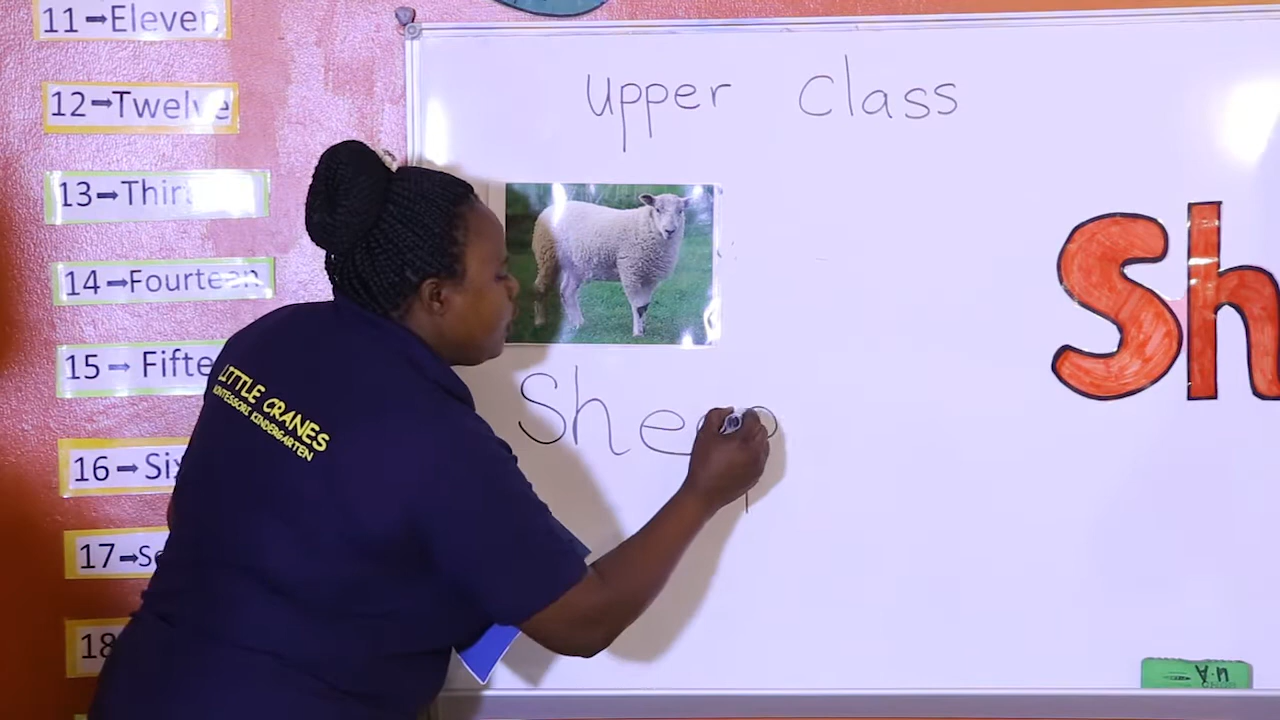 11→Eleven
12→Twelve
13→Thir
14→Fourteen
15→ Fifte
16→Six
17→Se
18
Upper Class
Sheep
Sh
LITTLE CRANES
MONTESSORI KINDERGARTEN